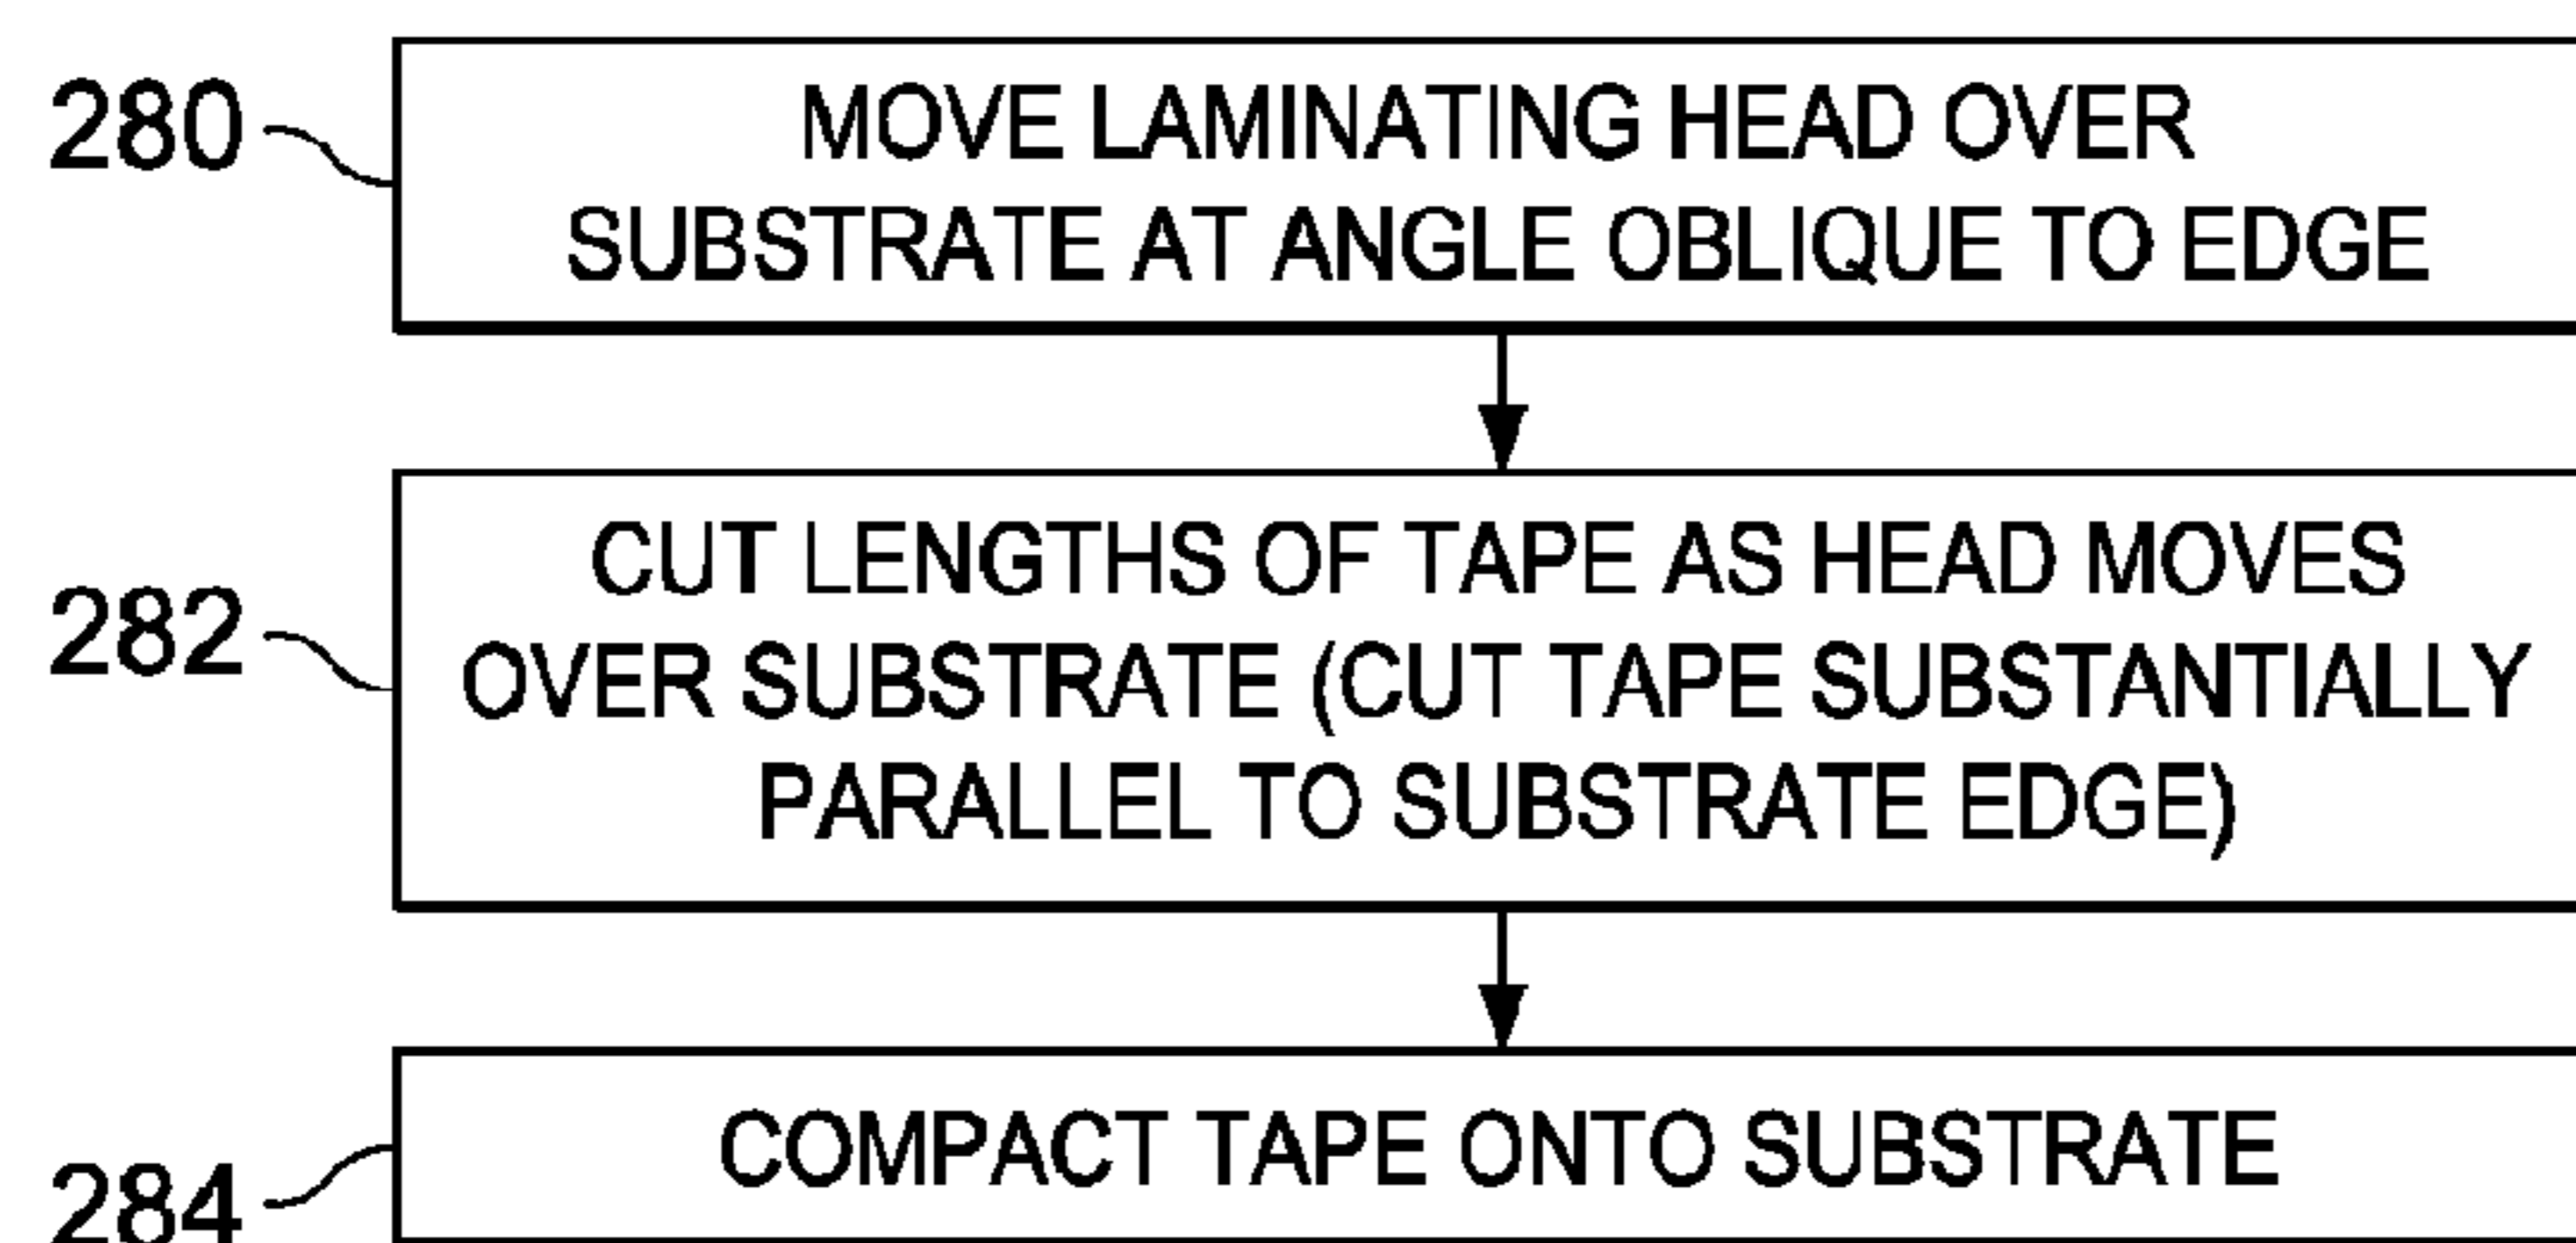 280
MOVE LAMINATING HEAD OVER
SUBSTRATE AT ANGLE OBLIQUE TO EDGE
282
CUT LENGTHS OF TAPE AS HEAD MOVES
OVER SUBSTRATE (CUT TAPE SUBSTANTIALLY
PARALLEL TO SUBSTRATE EDGE)
284
COMPACT TAPE ONTO SUBSTRATE